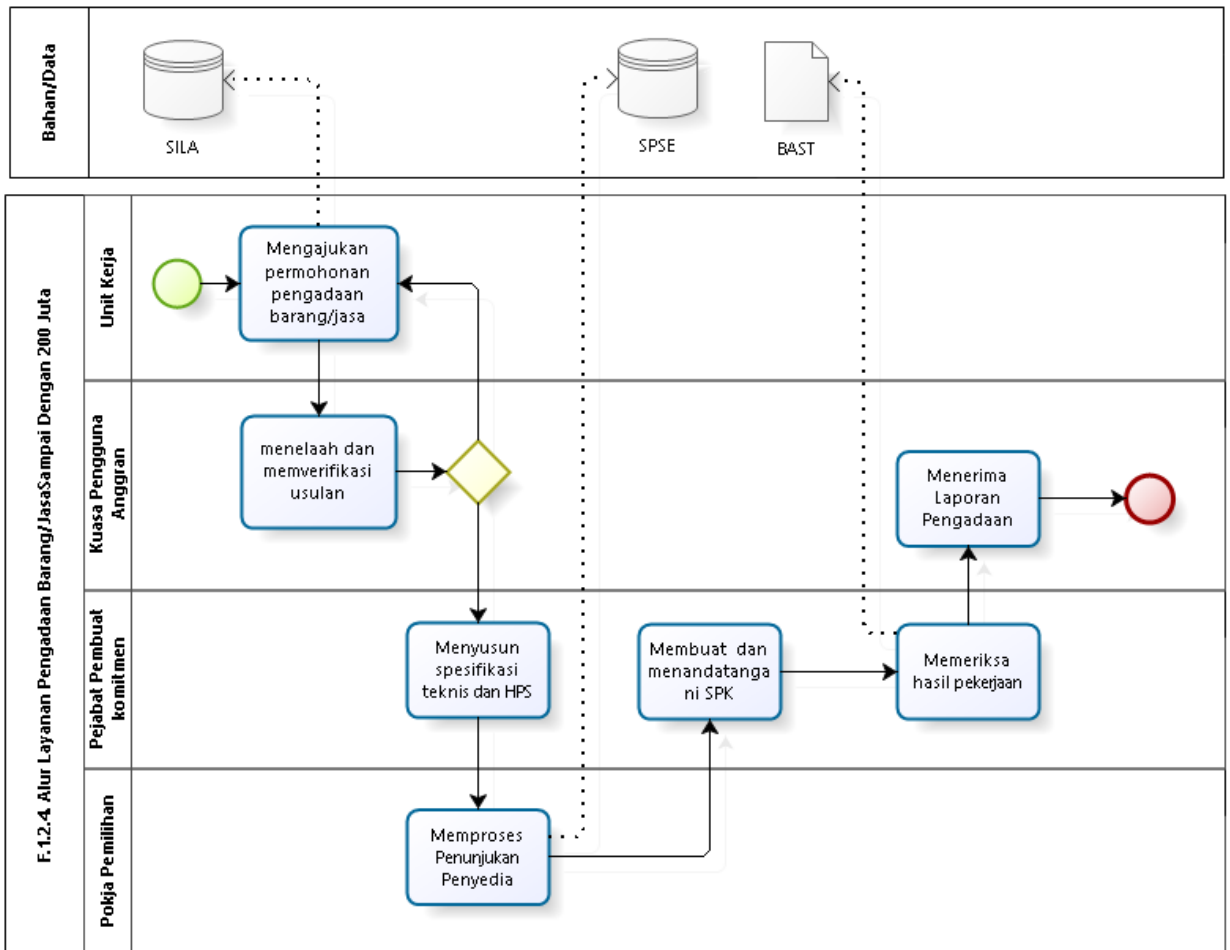 Bahan/Data
SILA
SPSE
BAST
F.1.2.4. Alur Layanan Pengadaan Barang/JasaSampai Dengan 200 Juta
Unit Kerja
Mengajukan
permohonan
pengadaan
barang/jasa
Kuasa Pengguna
Anggran
menelaah dan
memverifikasi
usulan
Menerima
Laporan
Pengadaan
Pejabat Pembuat
komitmen
Menyusun
spesifikasi
teknis dan HPS
Membuat dan
menandatanga
ni SPK
Memeriksa
hasil pekerjaan
Pokja Pemilihan
Memproses
Penunjukan
Penyedia